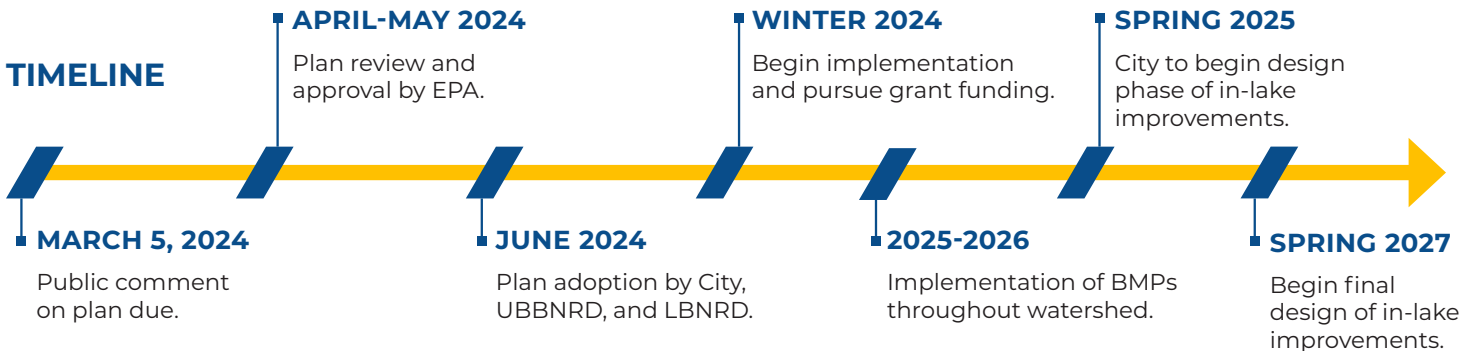 TIMELINE
MARCH 5, 2024
Public comment
on plan due.
APRIL-MAY 2024
Plan review and
approval by EPA.
JUNE 2024
Plan adoption by City,
UBBNRD, and LBNRD.
WINTER 2024
Begin implementation
and pursue grant funding.
2025-2026
Implementation of BMPs
throughout watershed.
SPRING 2025
City to begin design
phase of in-lake
improvements.
SPRING 2027
Begin final
design of in-lake
improvements.